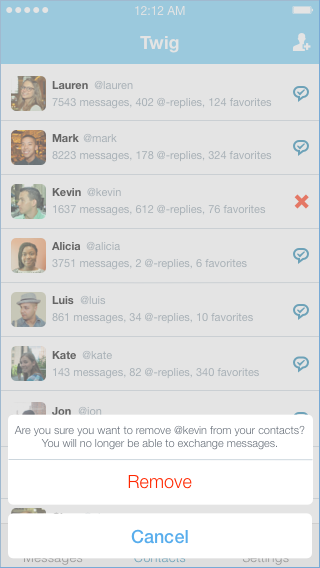 12:12 AM
Twig
Lauren @lauren
7543 messages, 402 @-replies, 124 favorites
Mark @mark
8223 messages, 178 @-replies, 324 favorites
Kevin @kevin
1637 messages, 612 @-replies, 76 favorites
Alicia @alicia
3751 messages, 2 @-replies, 6 favorites
Luis @luis
861 messages, 34 @-replies, 10 favorites
Kate @kate
143 messages, 82 @-replies, 340 favorites
Jon @jon
Are you sure you want to remove @kevin from your contacts?
You will no longer be able to exchange messages.
Remove
Cancel
Messages Contacts Settings